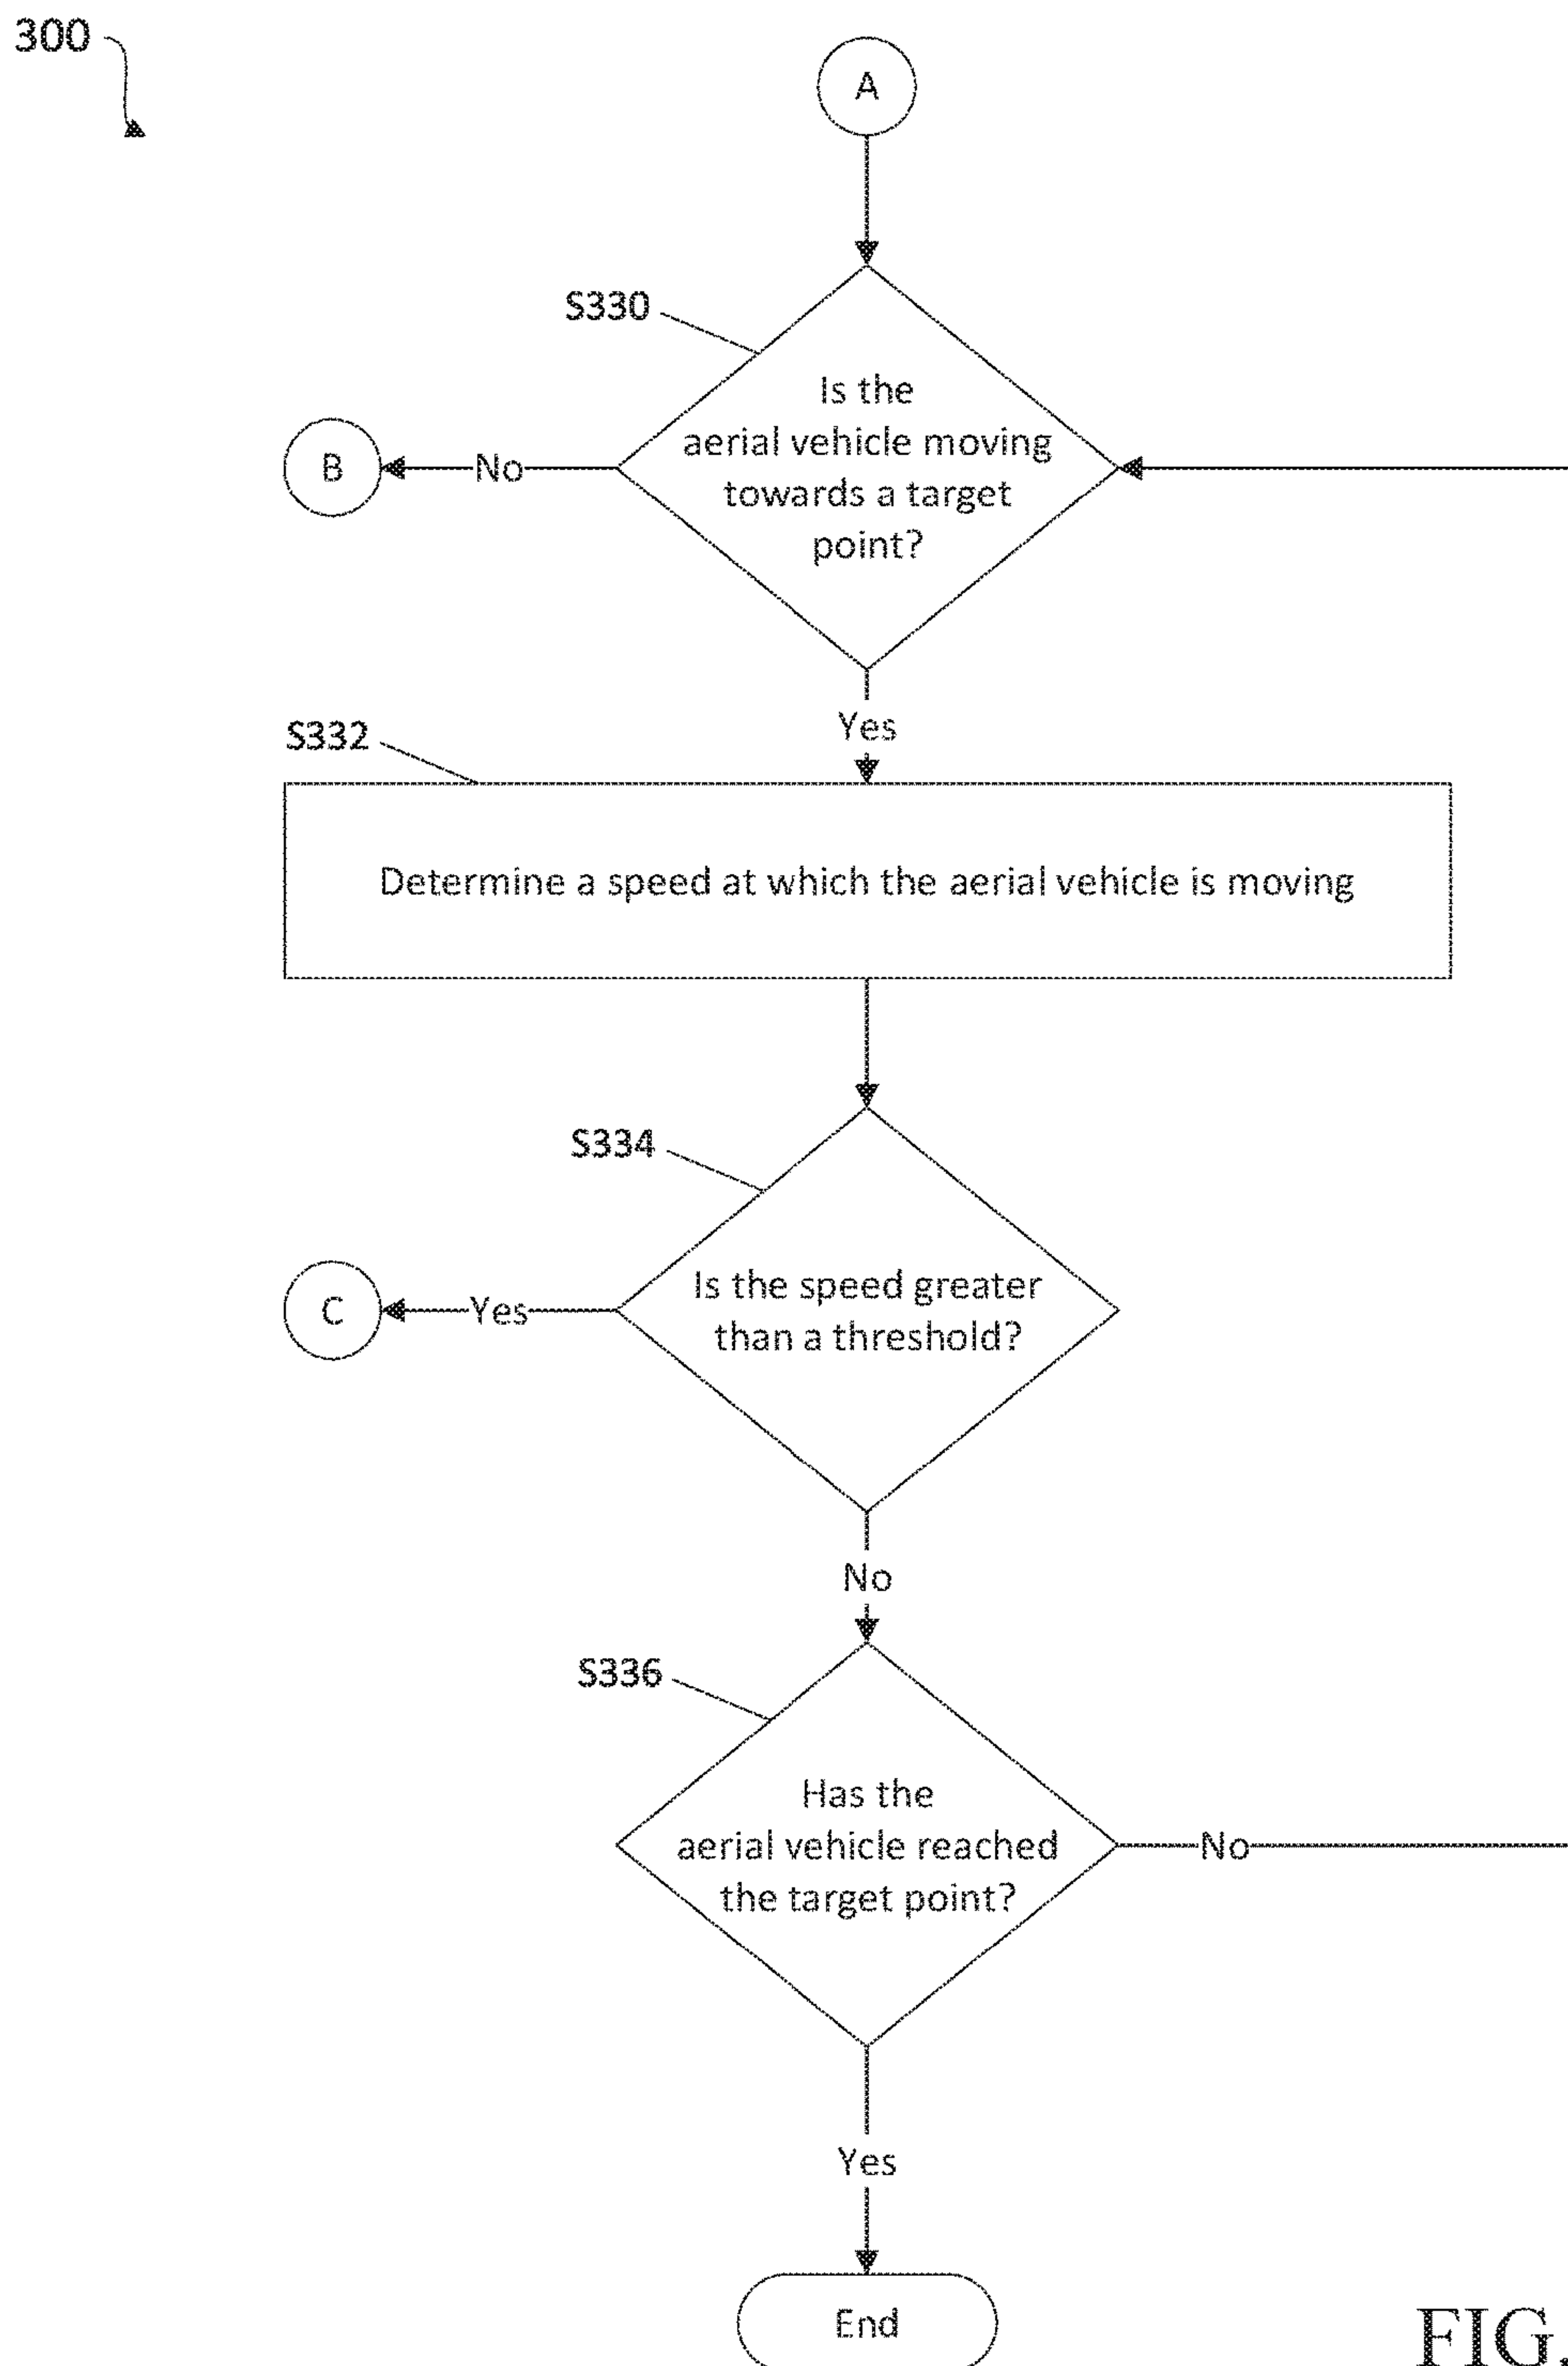 300
A
S330
Is the
aerial vehicle moving
towards a target
point?
B
No
Yes
S332
Determine a speed at which the aerial vehicle is moving
S334
Is the speed greater
than a threshold?
C
Yes
No
S336
Has the
aerial vehicle reached
the target point?
No
Yes
End
FIG.